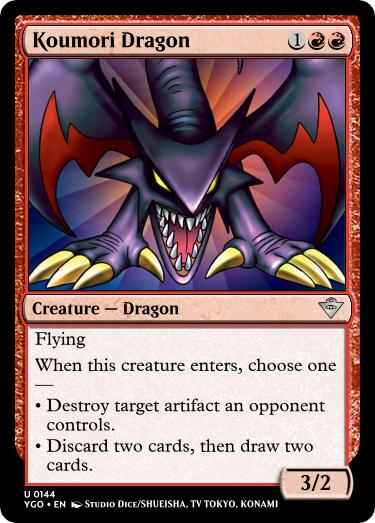 Koumori Dragon 1
Creature — Dragon
Flying
When this creature enters, choose one
—
• Destroy target artifact an opponent
controls.
• Discard two cards, then draw two
cards.
3/2
U 0144
YGO • EN Studio Dice/SHUEISHA, TV TOKYO, KONAMI